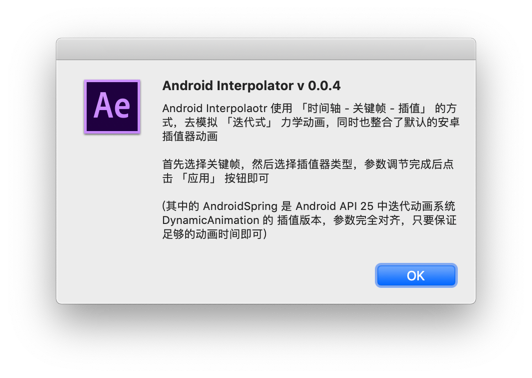 Ae
Android Interpolator v 0.0.4
Android Interpolaotr 使用 「时间轴 - 关键帧 - 插值」 的方
式，去模拟 「迭代式」 力学动画，同时也整合了默认的安卓
插值器动画
首先选择关键帧，然后选择插值器类型，参数调节完成后点
击 「应用」 按钮即可
(其中的 AndroidSpring 是 Android API 25 中迭代动画系统
DynamicAnimation 的 插值版本，参数完全对齐，只要保证
足够的动画时间即可)
OK